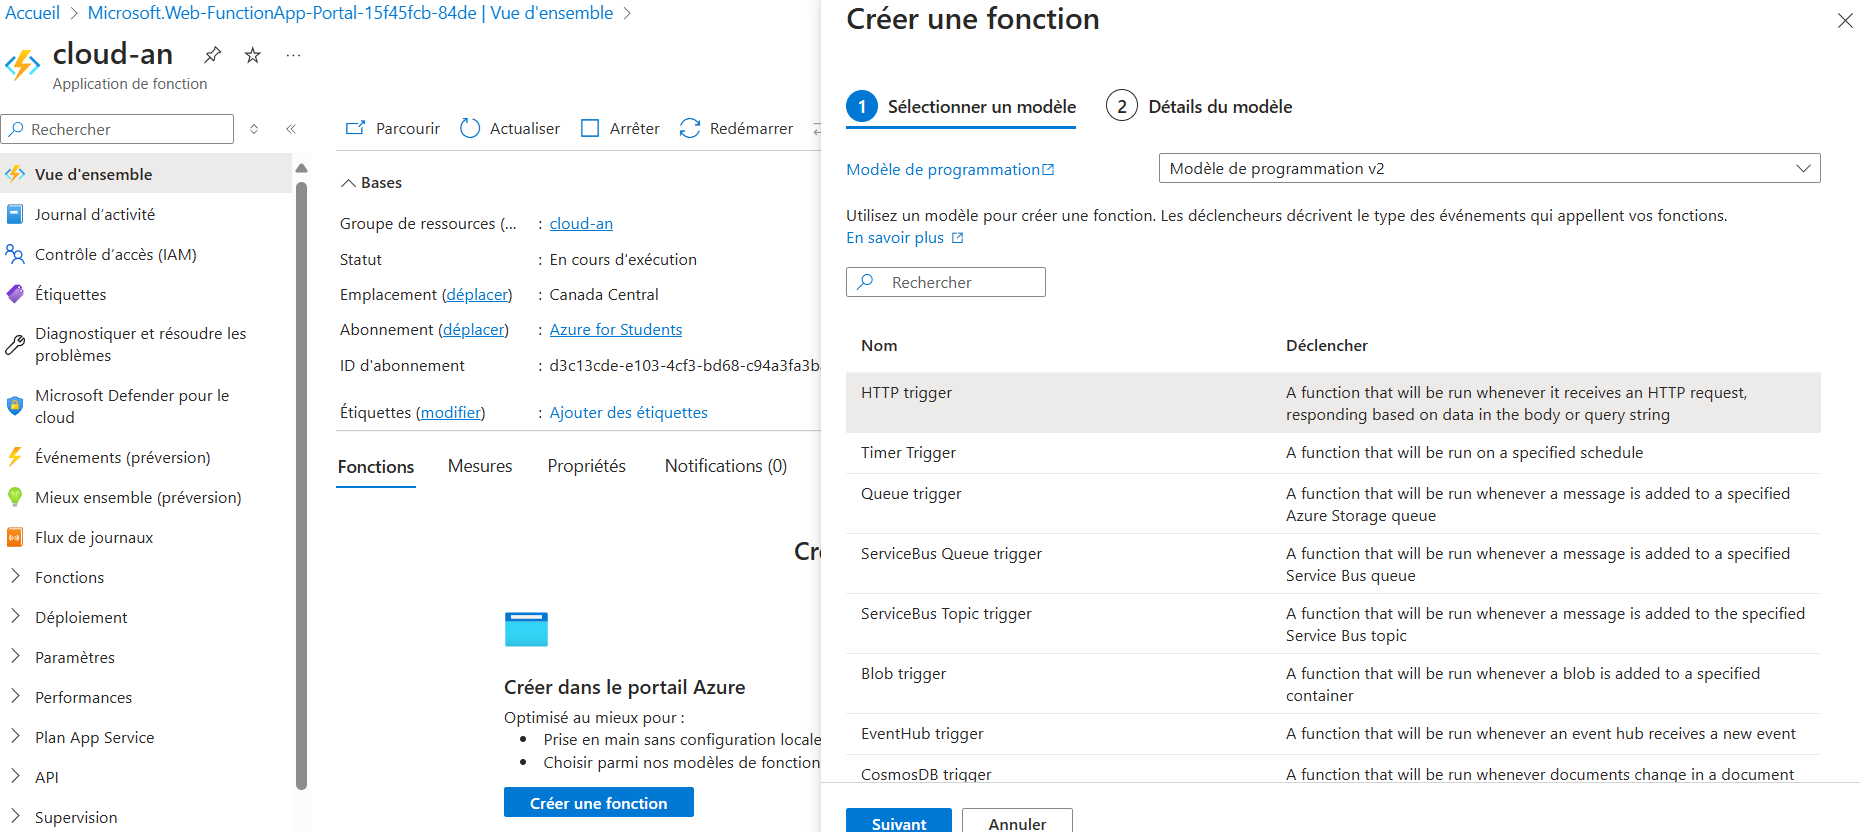 Accueil > Microsoft.Web-FunctionApp-Portal-15f45fcb-84de | Vue d'ensemble >
cloud-an
Application de fonction
Rechercher
Vue d'ensemble
Journal d’activité
Contrôle d’accès (IAM)
Étiquettes
Diagnostiquer et résoudre les
problèmes
Microsoft Defender pour le
cloud
Événements (préversion)
Mieux ensemble (préversion)
Flux de journaux
Fonctions
Déploiement
Paramètres
Performances
Plan App Service
API
Supervision
Parcourir Actualiser Arrêter Redémarrer
Bases
Groupe de ressources (... : cloud-an
Statut : En cours d'exécution
Emplacement (déplacer) : Canada Central
Abonnement (déplacer) : Azure for Students
ID d'abonnement : d3c13cde-e103-4cf3-bd68-c94a3fa3b
Étiquettes (modifier) : Ajouter des étiquettes
Fonctions Mesures Propriétés Notifications (0)
Cr
Créer dans le portail Azure
Optimisé au mieux pour :
• Prise en main sans configuration locale
• Choisir parmi nos modèles de fonction
Créer une fonction
Créer une fonction
1 Sélectionner un modèle 2 Détails du modèle
Modèle de programmation Modèle de programmation v2
Utilisez un modèle pour créer une fonction. Les déclencheurs décrivent le type des événements qui appellent vos fonctions.
En savoir plus
Rechercher
Nom Déclencher
HTTP trigger A function that will be run whenever it receives an HTTP request,
responding based on data in the body or query string
Timer Trigger A function that will be run on a specified schedule
Queue trigger A function that will be run whenever a message is added to a specified
Azure Storage queue
ServiceBus Queue trigger A function that will be run whenever a message is added to a specified
Service Bus queue
ServiceBus Topic trigger A function that will be run whenever a message is added to the specified
Service Bus topic
Blob trigger A function that will be run whenever a blob is added to a specified
container
EventHub trigger A function that will be run whenever an event hub receives a new event
CosmosDB trigger A function that will be run whenever documents change in a document
Suivant Annuler